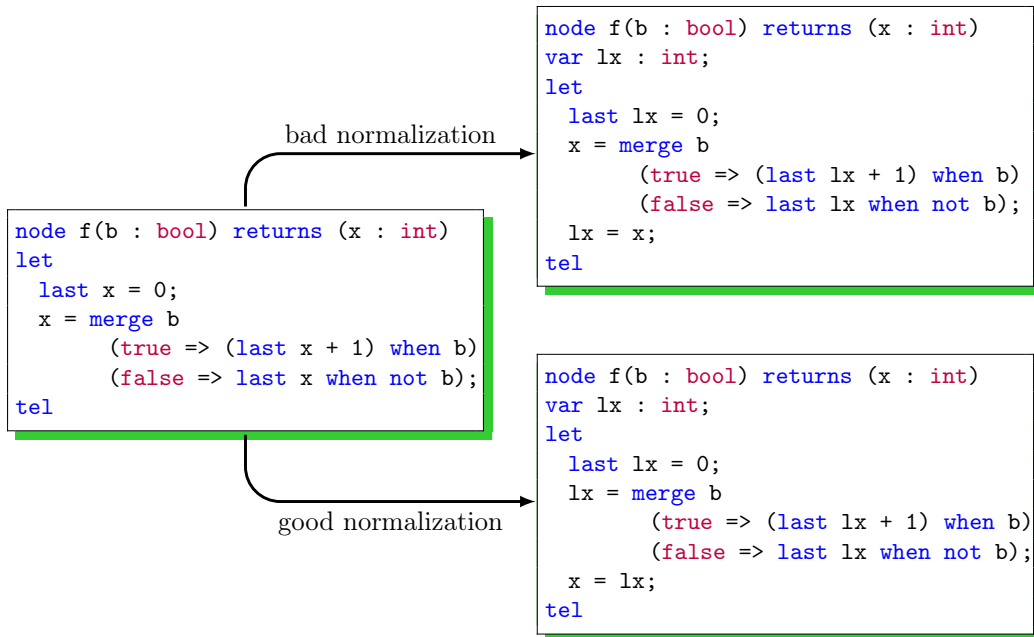 node f(b : bool) returns (x : int)
var lx : int;
let
  last lx = 0;
  x = merge b
        (true => (last lx + 1) when b)
        (false => last lx when not b);
  lx = x;
tel
bad normalization
node f(b : bool) returns (x : int)
let
  last x = 0;
  x = merge b
        (true => (last x + 1) when b)
        (false => last x when not b);
tel
good normalization
node f(b : bool) returns (x : int)
var lx : int;
let
  last lx = 0;
  lx = merge b
         (true => (last lx + 1) when b)
         (false => last lx when not b);
  x = lx;
tel